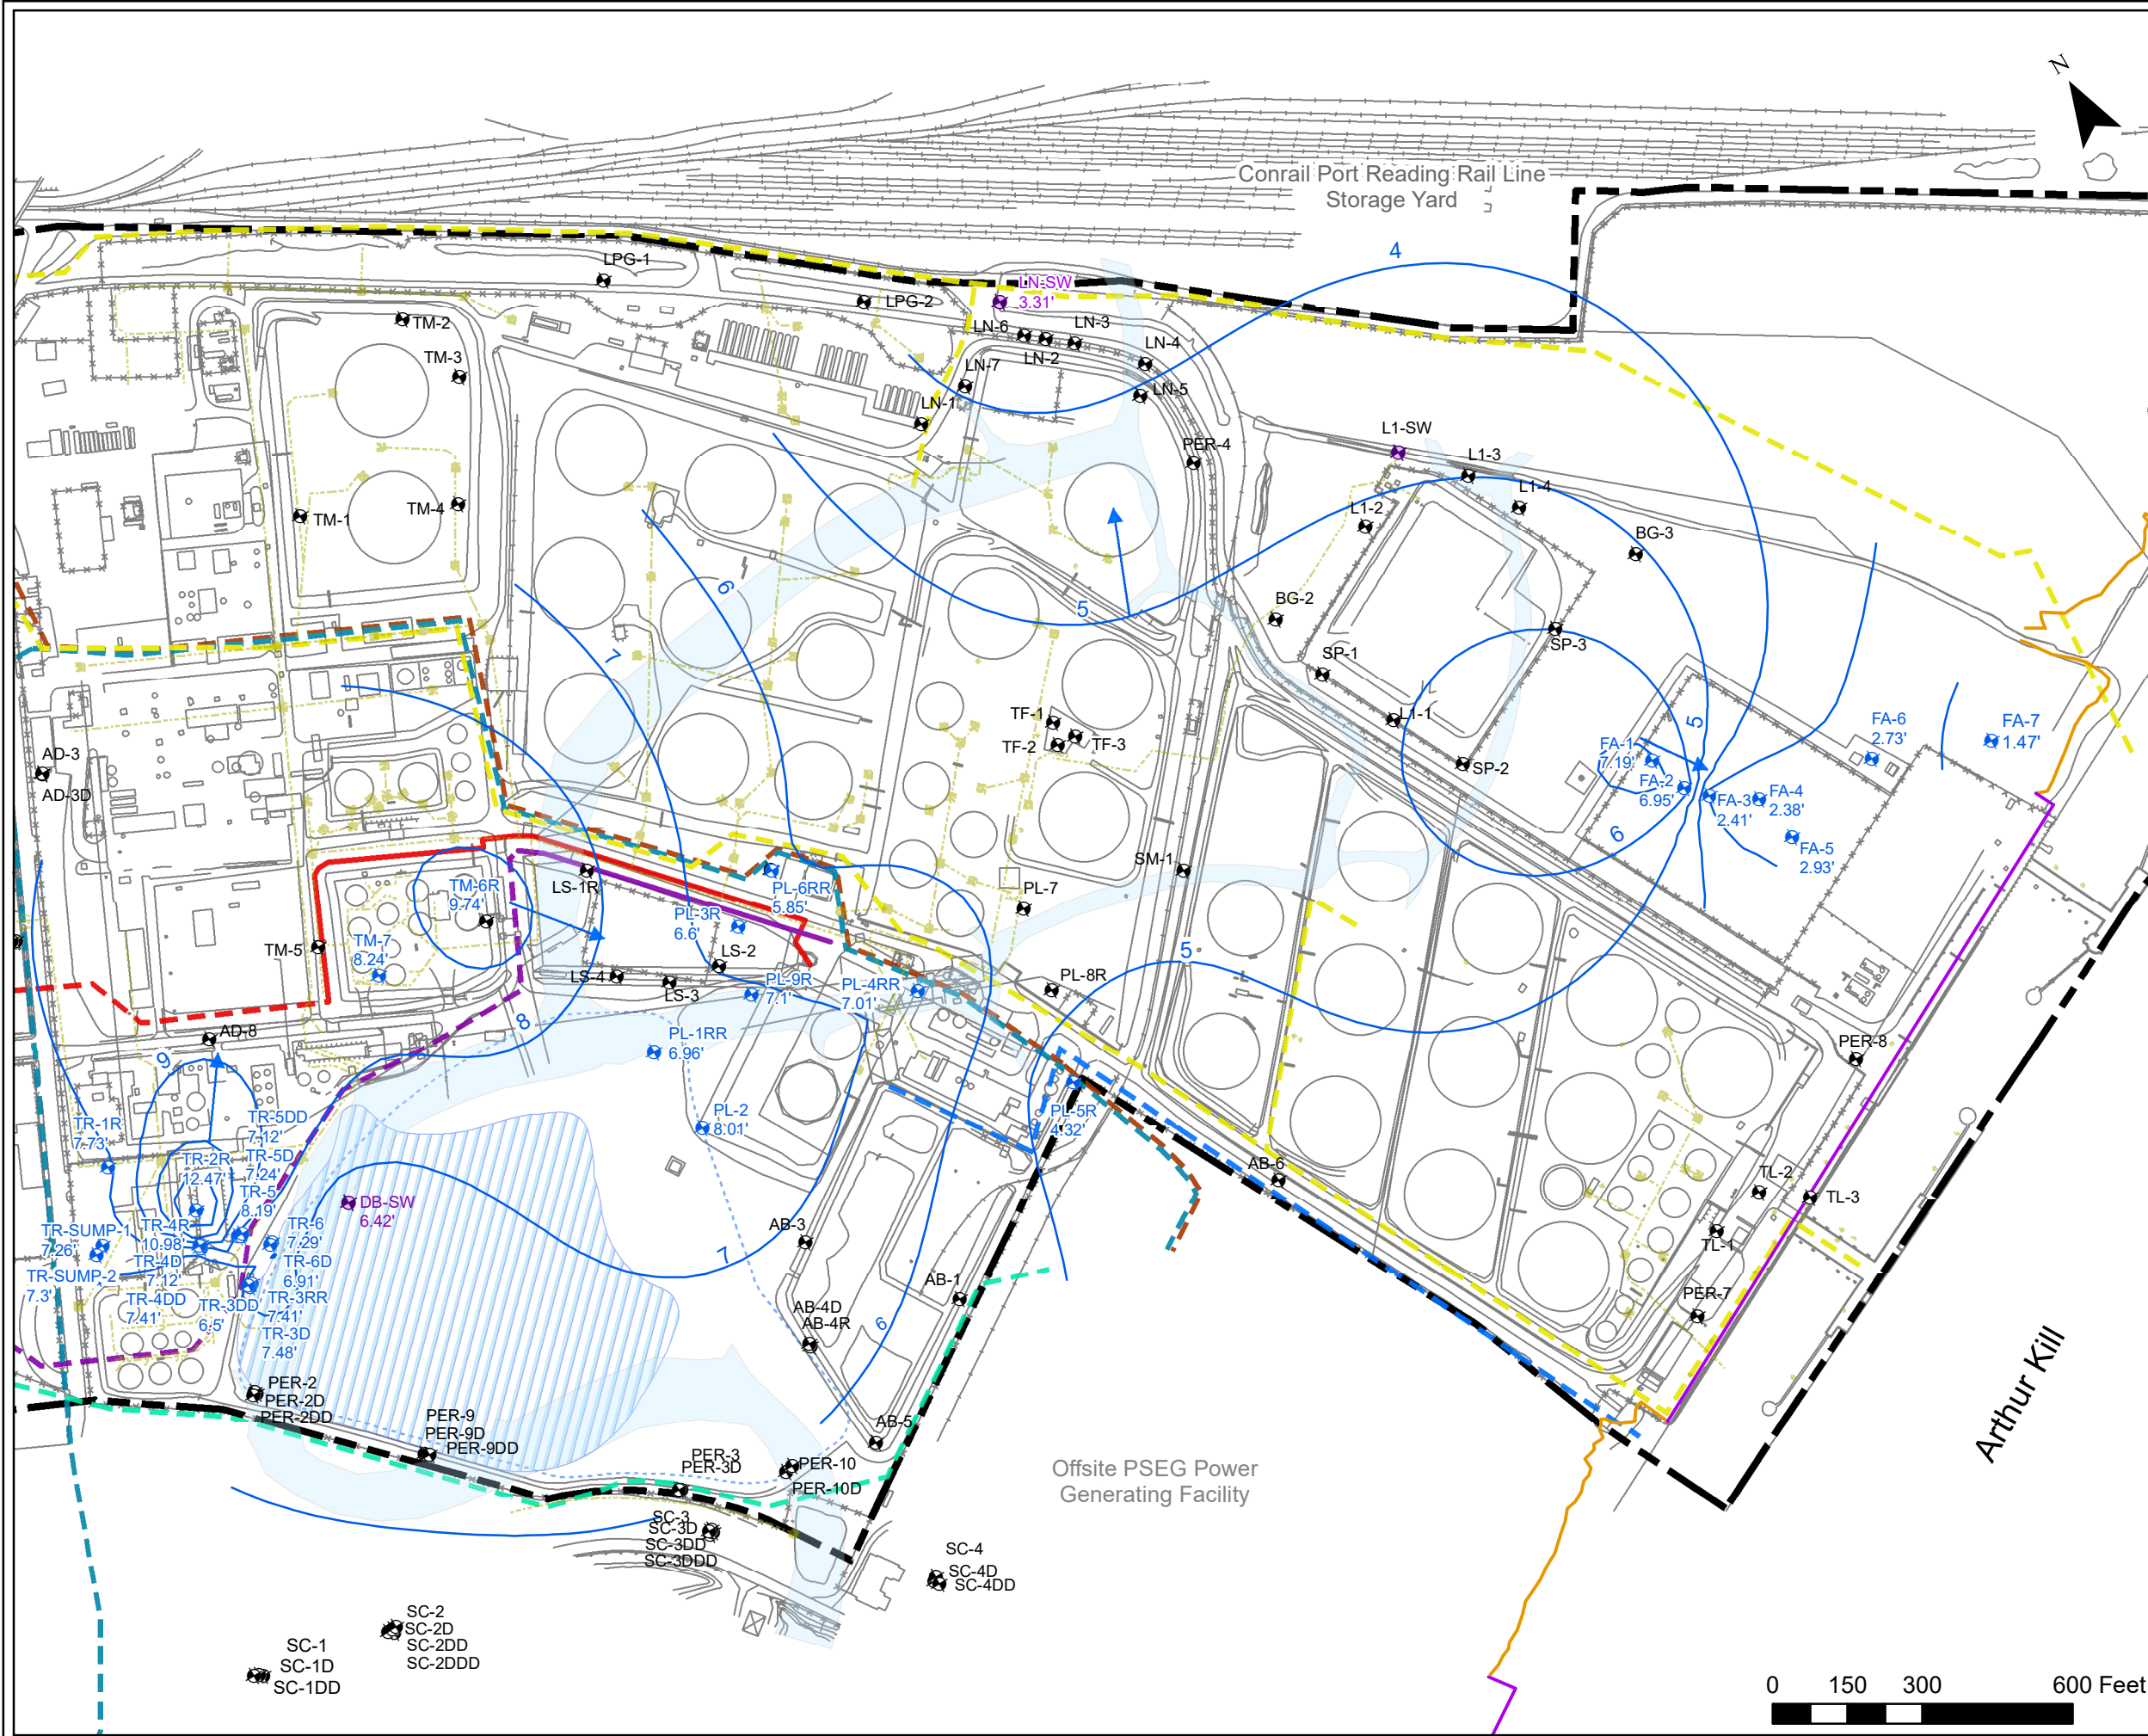 N
Conrail Port Reading Rail Line
Storage Yard
4
LPG-1
LPG-2
LN-SW
3.31'
TM-2
LN-6
LN-3
LN-2
LN-4
TM-3
LN-7
LN-5
LN-1
L1-SW
PER-4
L1-3
TM-4
TM-1
L1-4
L1-2
BG-3
6
5
BG-2
7
SP-3
SP-1
TF-1
TF-2
TF-3
L1-1
SP-2
5
FA-1
7.19'
FA-2
6.95'
FA-3
2.41'
FA-4
2.38'
FA-5
2.93'
FA-6
2.73'
FA-7
1.47'
6
AD-3
AD-3D
TM-6R
9.74'
LS-1R
PL-6RR
5.85'
SM-1
PL-7
PL-3R
6.6'
TM-5
TM-7
8.24'
LS-2
LS-4
LS-3
PL-9R
7.1'
PL-4RR
7.01'
PL-8R
5
8
AD-8
9
PL-1RR
6.96'
PER-8
PL-2
8.01'
PL-5R
4.32'
TR-1R
7.73'
TR-5DD
7.12'
TR-5D
7.24'
TR-5
8.19'
TR-2R
12.47'
DB-SW
6.42'
AB-6
TL-2
TL-3
TL-1
TR-SUMP-1
7.26'
TR-4R
10.98'
TR-6
7.29'
TR-6D
6.91'
TR-SUMP-2
7.3'
TR-4D
7.12'
TR-4DD
7.41'
TR-3DD
6.5'
TR-3RR
7.41'
TR-3D
7.48'
AB-3
7
AB-1
AB-4D
AB-4R
6
PER-7
PER-2
PER-2D
PER-2DD
PER-9
PER-9D
PER-9DD
PER-3
PER-3D
PER-10
PER-10D
AB-5
Offsite PSEG Power
Generating Facility
Arthur Kill
SC-3
SC-3D
SC-3DD
SC-3DDD
SC-4
SC-4D
SC-4DD
SC-2
SC-2D
SC-2DD
SC-2DDD
SC-1
SC-1D
SC-1DD
0 150 300 600 Feet